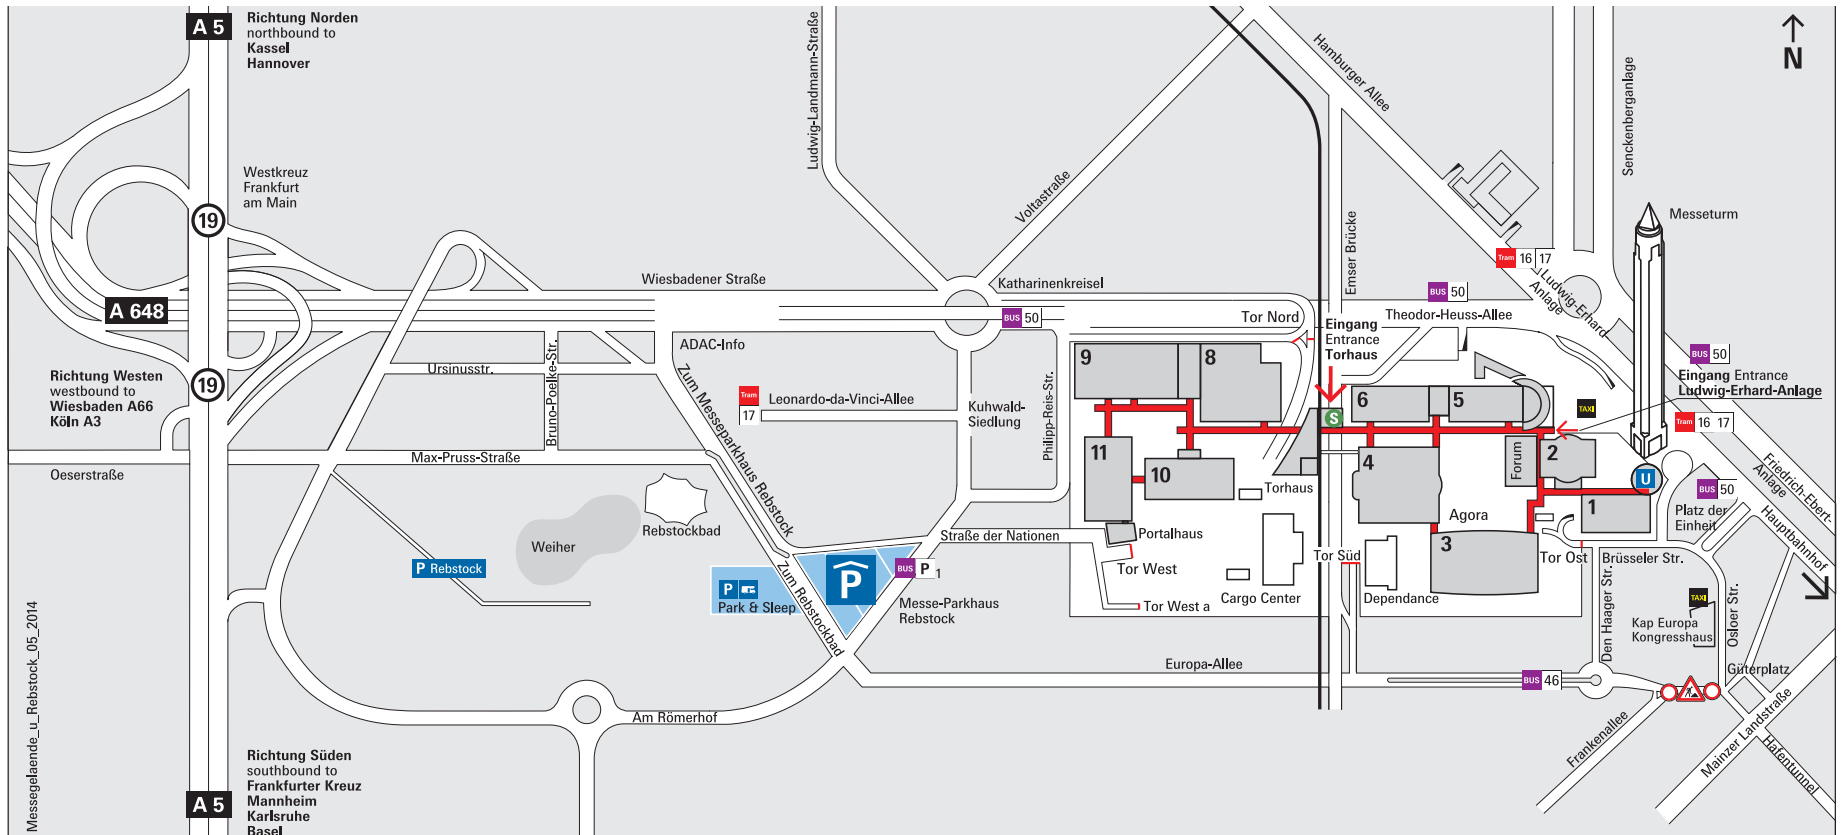 A 5
Richtung Norden
northbound to
Kassel
Hannover
Westkreuz
Frankfurt
am Main
19
A 648
19
Richtung Westen
westbound to
Wiesbaden A66
Köln A3
Oeserstraße
Messegelaende_u_Rebstock_05_2014
A 5
Richtung Süden
southbound to
Frankfurter Kreuz
Mannheim
Karlsruhe
Basel
Wiesbadener Straße
Ursinusstr.
Bruno-Poelke-Str.
Max-Pruss-Straße
ADAC-Info
Zum Messeparkhaus Rebstock
Tram
17
Leonardo-da-Vinci-Allee
Kuhwald-
Siedlung
Philipp-Reis-Str.
Rebstockbad
Weiher
P Rebstock
P
Park & Sleep
P
Zum Rebstockbad
BUS P 1
Messe-Parkhaus
Rebstock
Straße der Nationen
Am Römerhof
Europa-Allee
Ludwig-Landmann-Straße
Voltastraße
Katharinenkreisel
BUS 50
Hamburger Allee
Emser Brücke
Senckenberganlage
N
Messeturm
Tram 16 17
Ludwig-Erhard-
Anlage
BUS 50
Theodor-Heuss-Allee
Tor Nord
Eingang
Entrance
Torhaus
BUS 50
Eingang Entrance
Ludwig-Erhard-Anlage
TAXI
Tram 16 17
9
8
6
5
S
11
10
4
Forum
2
U
1
3
Torhaus
Agora
Portalhaus
Tor West
Tor West a
Cargo Center
Tor Süd
Dependance
Tor Ost
BUS 50
Platz der
Einheit
Friedrich-Ebert-
Anlage
Hauptbahnhof
Brüsseler Str.
Den Haager Str.
TAXI
Kap Europa
Kongresshaus
Osloer Str.
Güterplatz
BUS 46
Frankenallee
Mainzer Landstraße
Hafentunnel